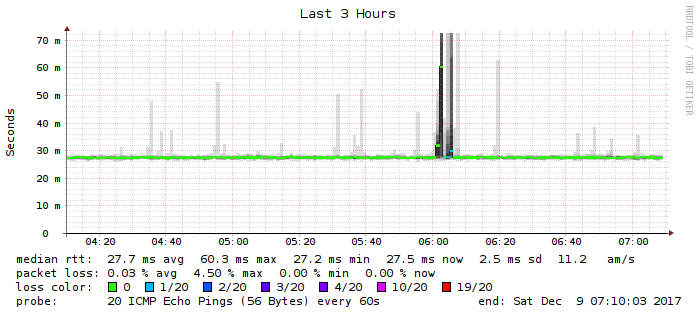 Last 3 Hours
RRDTOOL / TOBI OETIKER
Seconds
70 m
60 m
50 m
40 m
30 m
20 m
10 m
0
04:20 04:40 05:00 05:20 05:40 06:00 06:20 06:40 07:00
median rtt: 27.7 ms avg 60.3 ms max 27.2 ms min 27.5 ms now 2.5 ms sd 11.2 am/s
packet loss: 0.03 % avg 4.50 % max 0.00 % min 0.00 % now
loss color: 0 1/20 2/20 3/20 4/20 10/20 19/20
probe: 20 ICMP Echo Pings (56 Bytes) every 60s end: Sat Dec 9 07:10:03 2017